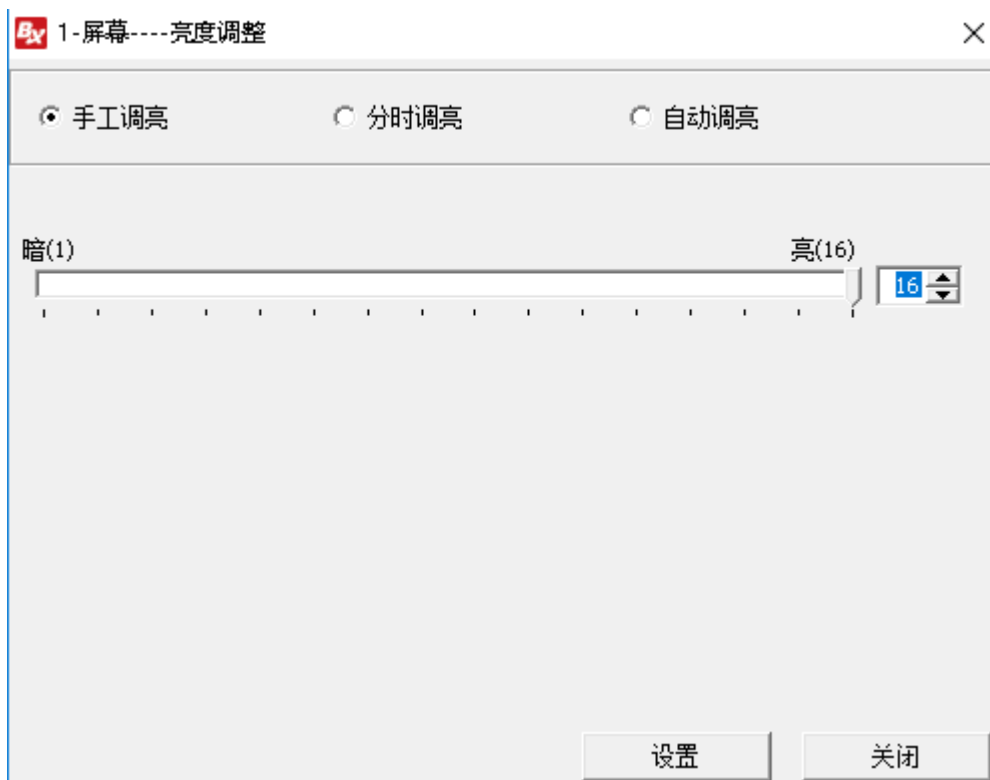 BX 1-屏幕----亮度调整
手工调亮 分时调亮 自动调亮
暗(1) 亮(16)
16
设置 关闭